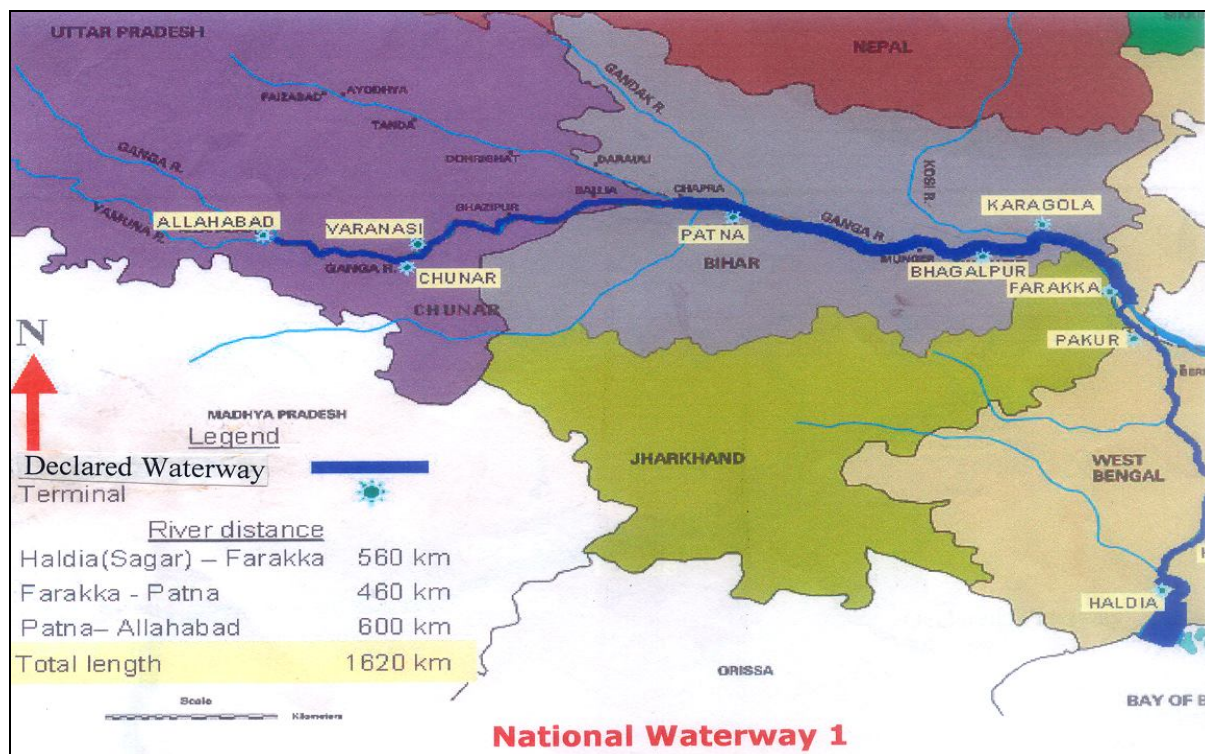 UTTAR PRADESH
NEPAL
GANDAK R.
AYODHYA
FAIZABAD
TANDA
GANGA R.
DOHRIGHAT
DARAULI
KOSI R.
BALLIA
CHAPRA
ALLAHABAD
YAMUNA R.
VARANASI
GHAZIPUR
KARAGOLA
PATNA
GANGA R.
MUNGER
BHAGALPUR
GANGA R.
CHUNAR
BIHAR
FARAKKA
CHUNAR
N
PAKUR
MADHYA PRADESH
Legend
Declared Waterway
Terminal
JHARKHAND
WEST
BENGAL
River distance
Haldia(Sagar) – Farakka 560 km
Farakka - Patna 460 km
Patna– Allahabad 600 km
HALDIA
Total length 1620 km
ORISSA
Scale
Kilometers
BAY OF B
National Waterway 1